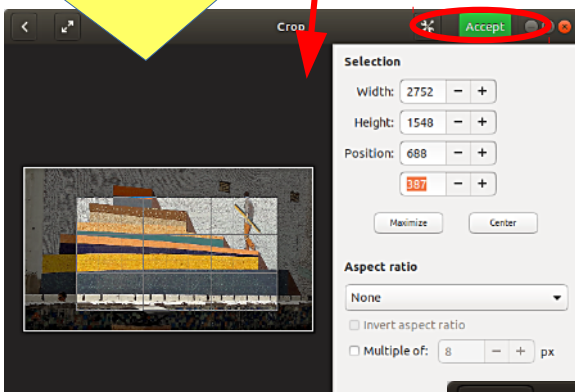 Crop
Accept
Selection
Width: 2752 − +
Height: 1548 − +
Position: 688 − +
387 − +
Maximize Center
Aspect ratio
None
Invert aspect ratio
Multiple of: 8 − + px